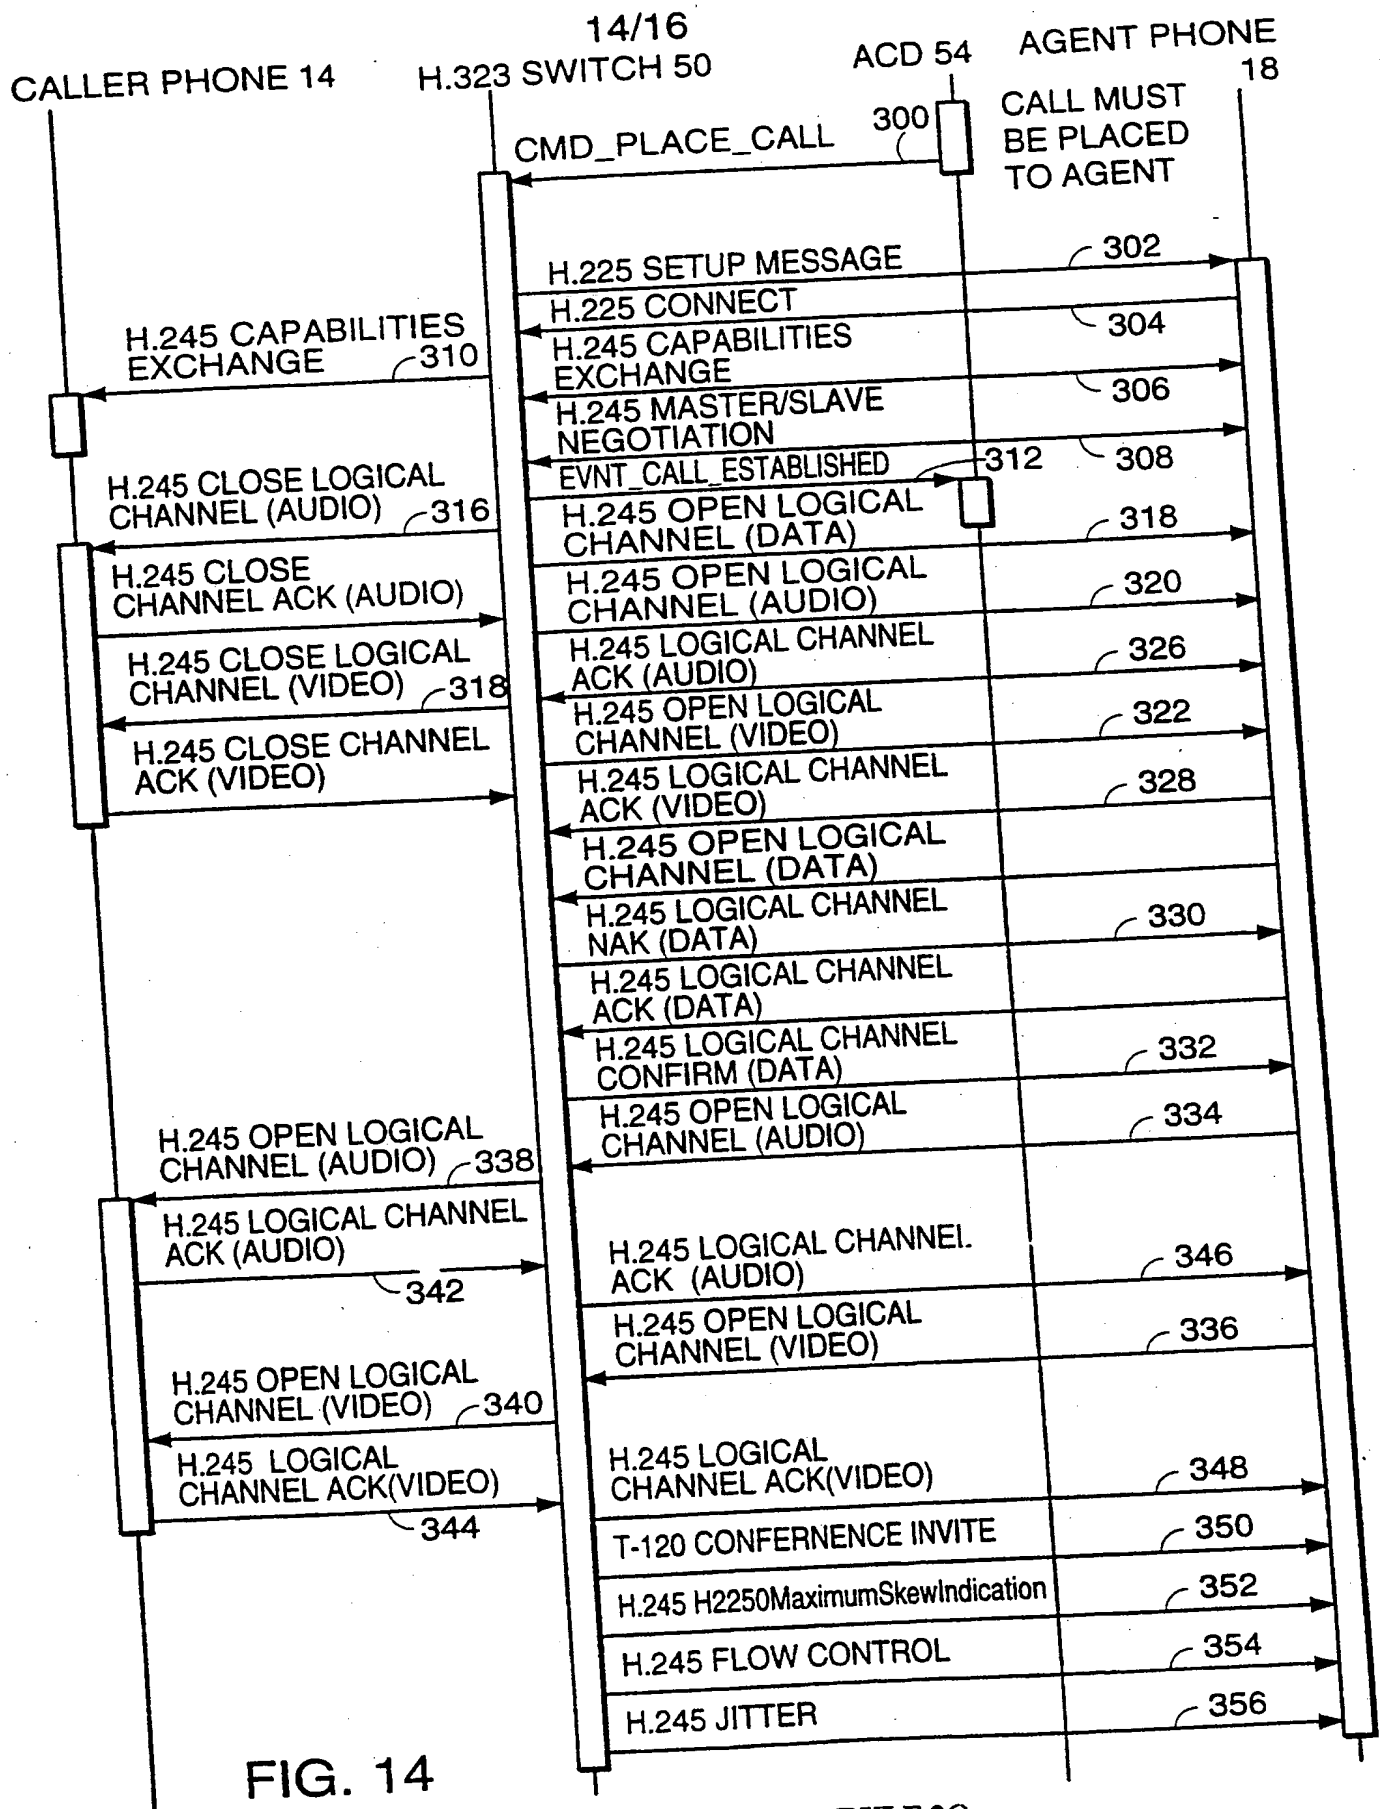 14/16
CALLER PHONE 14
H.323 SWITCH 50
ACD 54
AGENT PHONE
18
CALL MUST
BE PLACED
TO AGENT
CMD_PLACE_CALL
300
H.225 SETUP MESSAGE
302
H.225 CONNECT
304
H.245 CAPABILITIES
EXCHANGE
310
H.245 CAPABILITIES
EXCHANGE
306
H.245 MASTER/SLAVE
NEGOTIATION
308
EVNT_CALL_ESTABLISHED
312
H.245 CLOSE LOGICAL
CHANNEL (AUDIO)
316
H.245 OPEN LOGICAL
CHANNEL (DATA)
318
H.245 CLOSE
CHANNEL ACK (AUDIO)
H.245 OPEN LOGICAL
CHANNEL (AUDIO)
320
H.245 CLOSE LOGICAL
CHANNEL (VIDEO)
318
H.245 LOGICAL CHANNEL
ACK (AUDIO)
326
H.245 CLOSE CHANNEL
ACK (VIDEO)
H.245 OPEN LOGICAL
CHANNEL (VIDEO)
322
H.245 LOGICAL CHANNEL
ACK (VIDEO)
328
H.245 OPEN LOGICAL
CHANNEL (DATA)
H.245 LOGICAL CHANNEL
NAK (DATA)
330
H.245 LOGICAL CHANNEL
ACK (DATA)
H.245 LOGICAL CHANNEL
CONFIRM (DATA)
332
H.245 OPEN LOGICAL
CHANNEL (AUDIO)
334
H.245 OPEN LOGICAL
CHANNEL (AUDIO)
338
H.245 LOGICAL CHANNEL
ACK (AUDIO)
342
H.245 LOGICAL CHANNEL
ACK (AUDIO)
346
H.245 OPEN LOGICAL
CHANNEL (VIDEO)
336
H.245 OPEN LOGICAL
CHANNEL (VIDEO)
340
H.245 LOGICAL
CHANNEL ACK(VIDEO)
344
H.245 LOGICAL
CHANNEL ACK(VIDEO)
348
T-120 CONFERNENCE INVITE
350
H.245 H2250MaximumSkewIndication
352
H.245 FLOW CONTROL
354
H.245 JITTER
356
FIG. 14